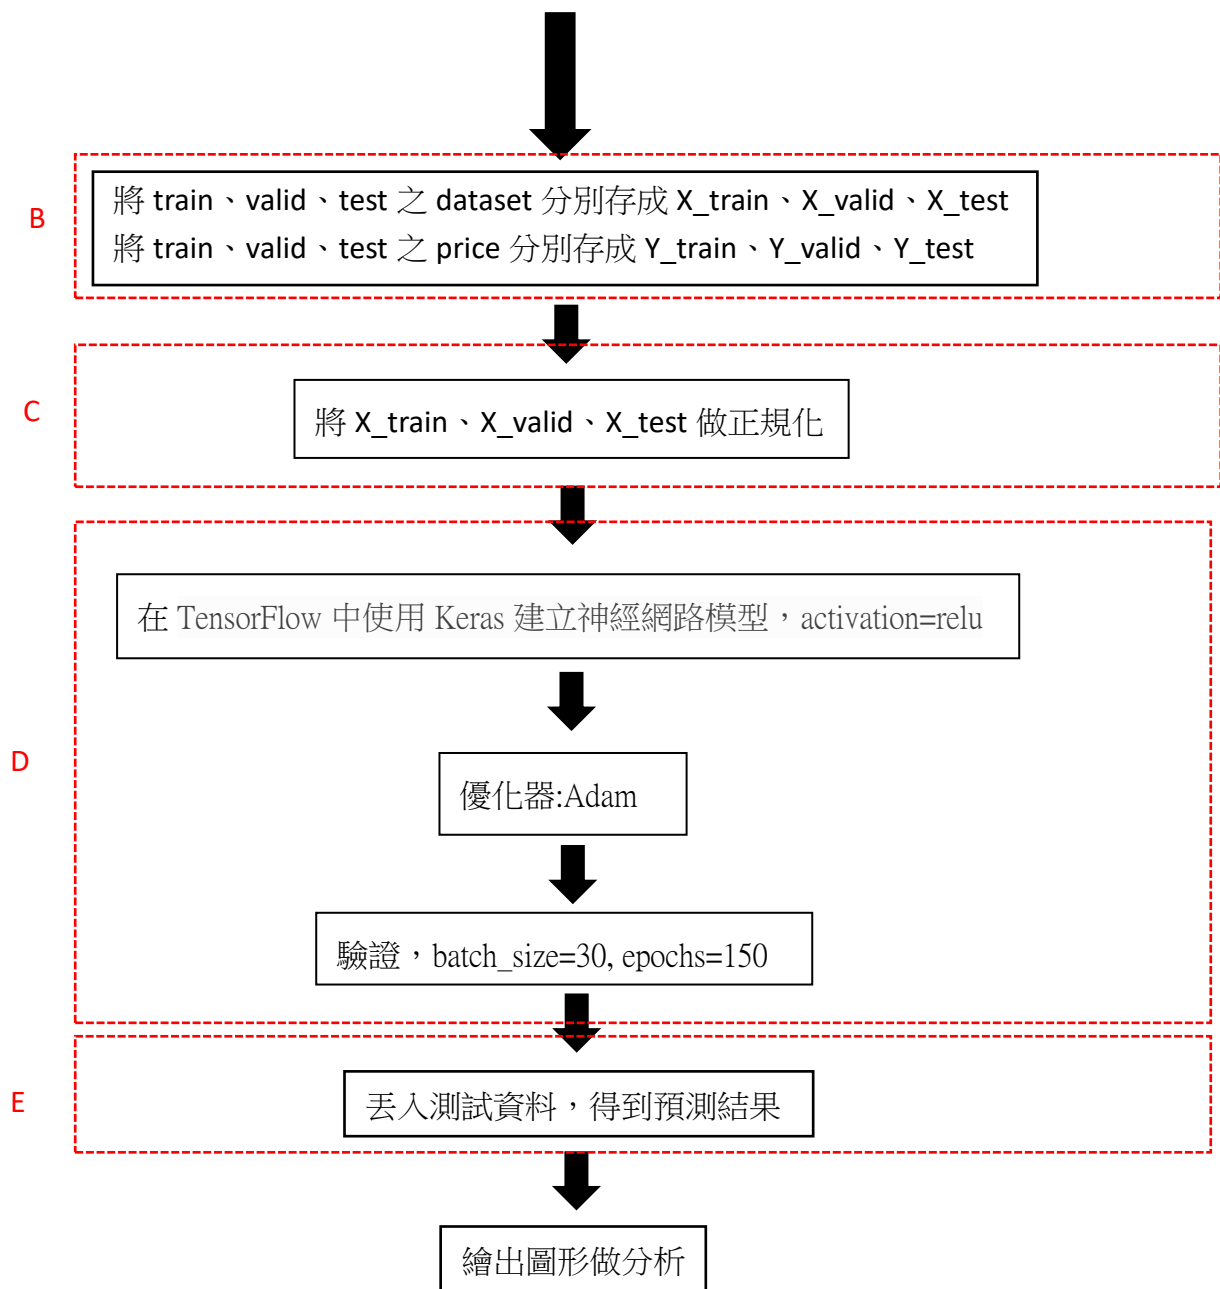 B
將 train、valid、test 之 dataset 分別存成 X_train、X_valid、X_test
將 train、valid、test 之 price 分別存成 Y_train、Y_valid、Y_test
C
將 X_train、X_valid、X_test 做正規化
在 TensorFlow 中使用 Keras 建立神經網路模型，activation=relu
D
優化器:Adam
驗證，batch_size=30, epochs=150
E
丟入測試資料，得到預測結果
繪出圖形做分析